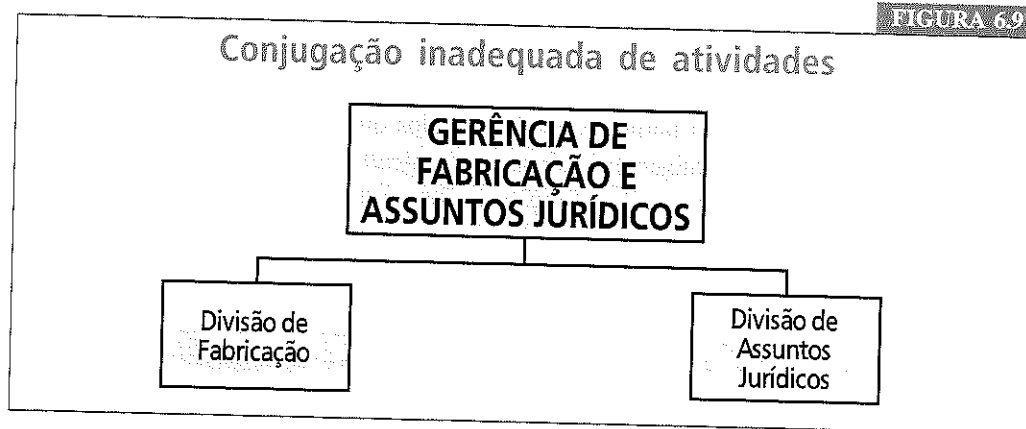 FIGURA 6.9
Conjugação inadequada de atividades
GERÊNCIA DE
FABRICAÇÃO E
ASSUNTOS JURÍDICOS
Divisão de
Fabricação
Divisão de
Assuntos
Jurídicos